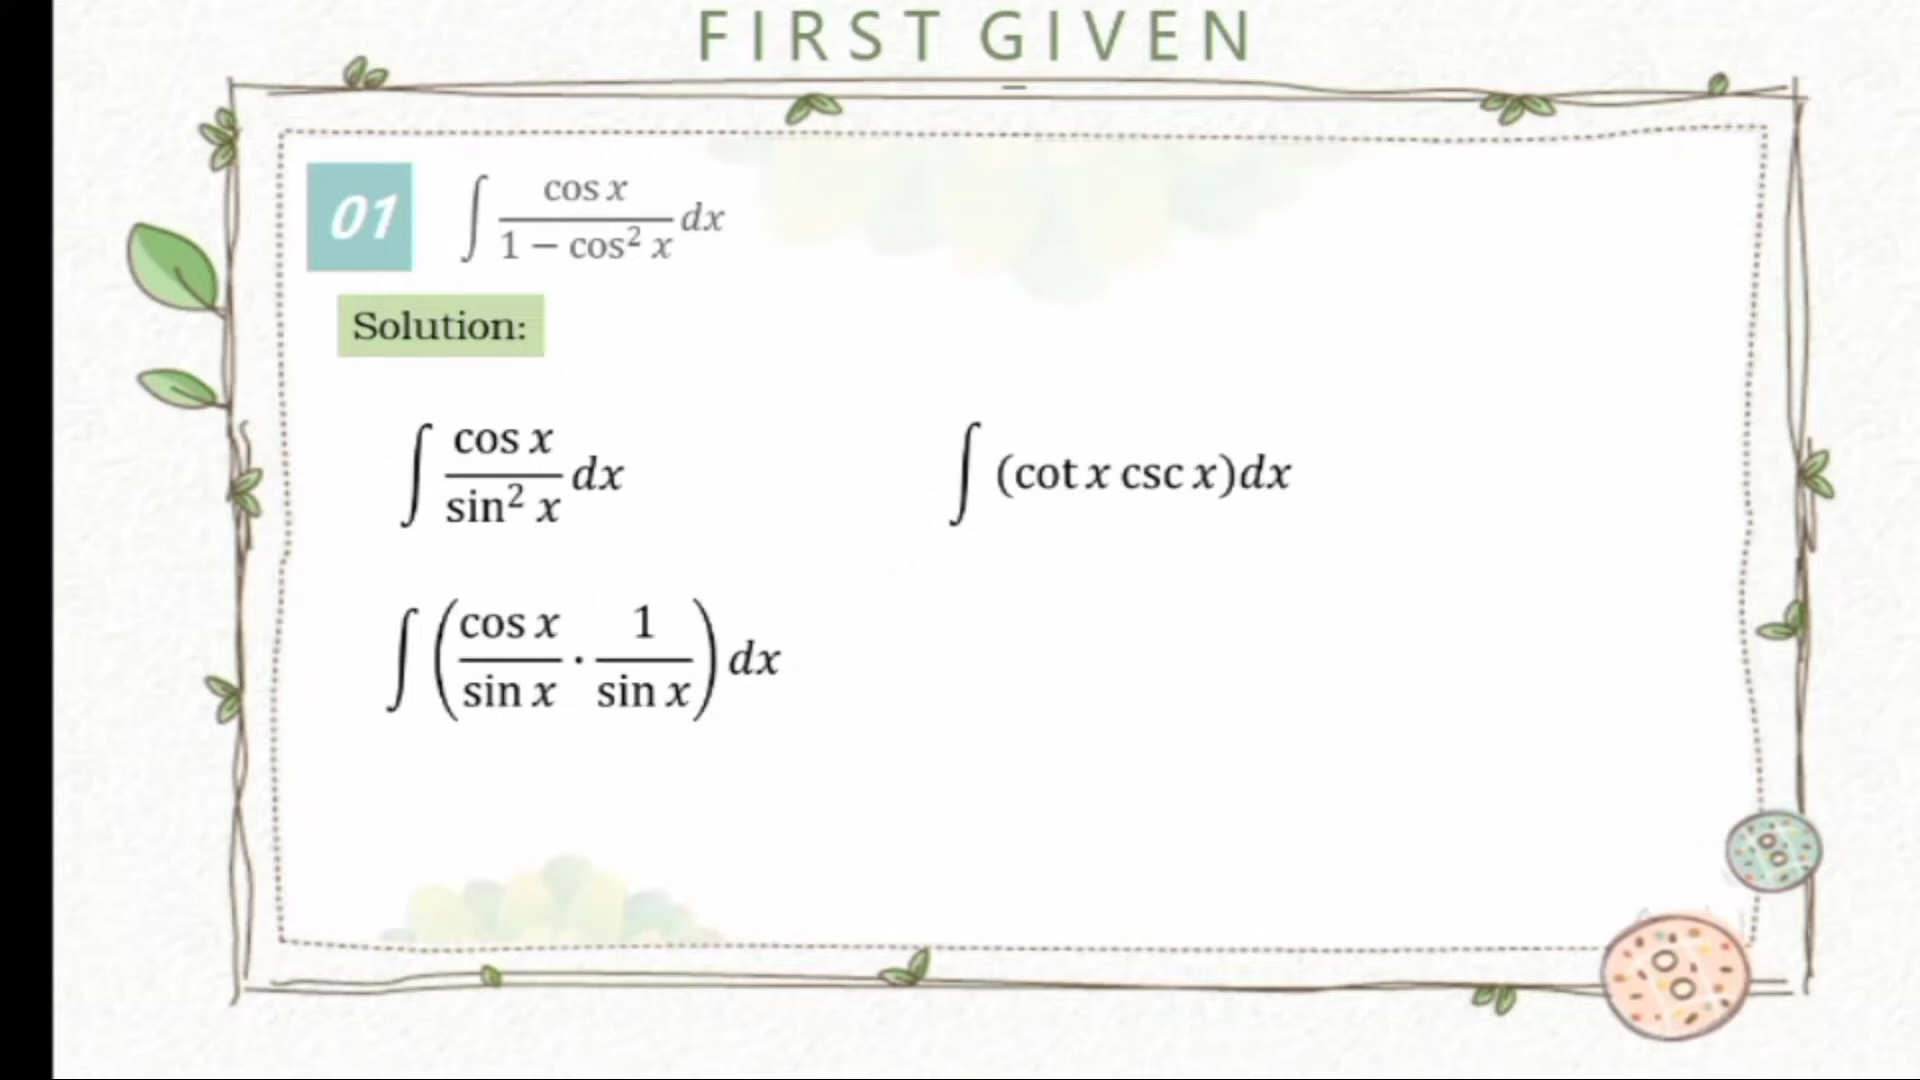 FIRST GIVEN
01 ∫ cos x / (1 − cos² x) dx
Solution:
∫ cos x / sin² x dx
∫ (cos x / sin x · 1 / sin x) dx
∫ (cot x csc x)dx